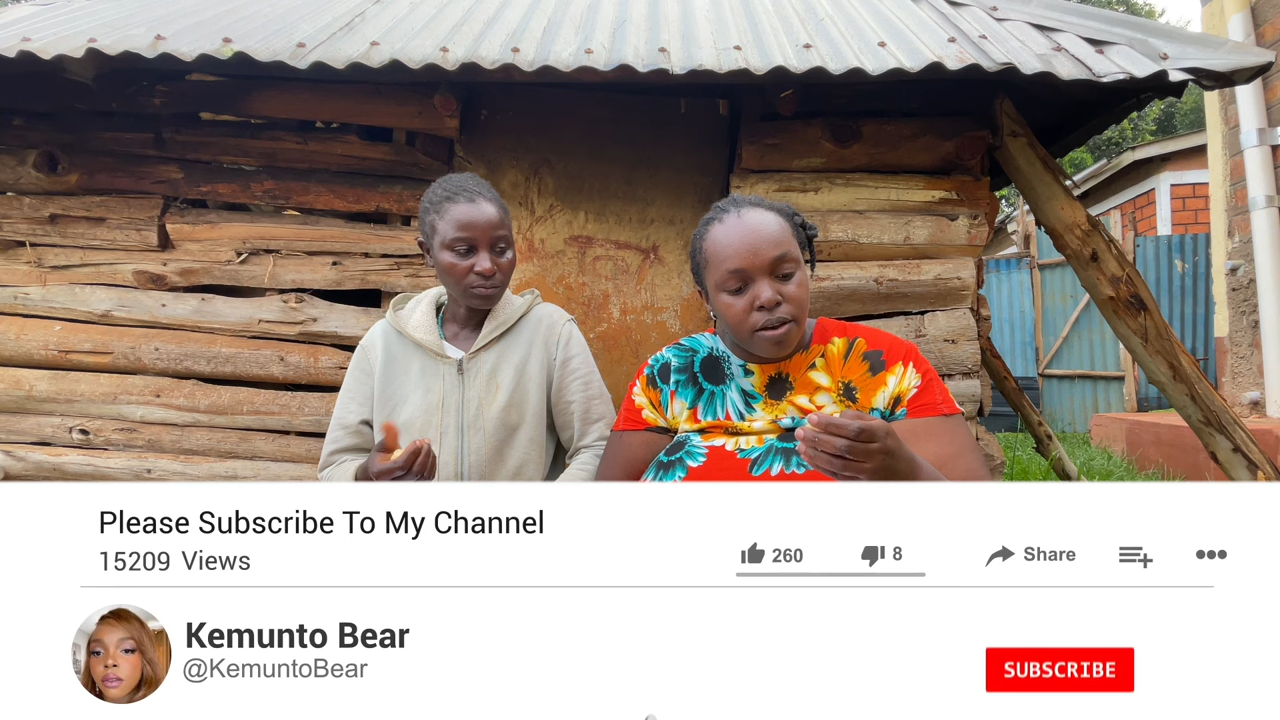 Please Subscribe To My Channel
15209 Views
260
8
Share
Kemunto Bear
@KemuntoBear
SUBSCRIBE